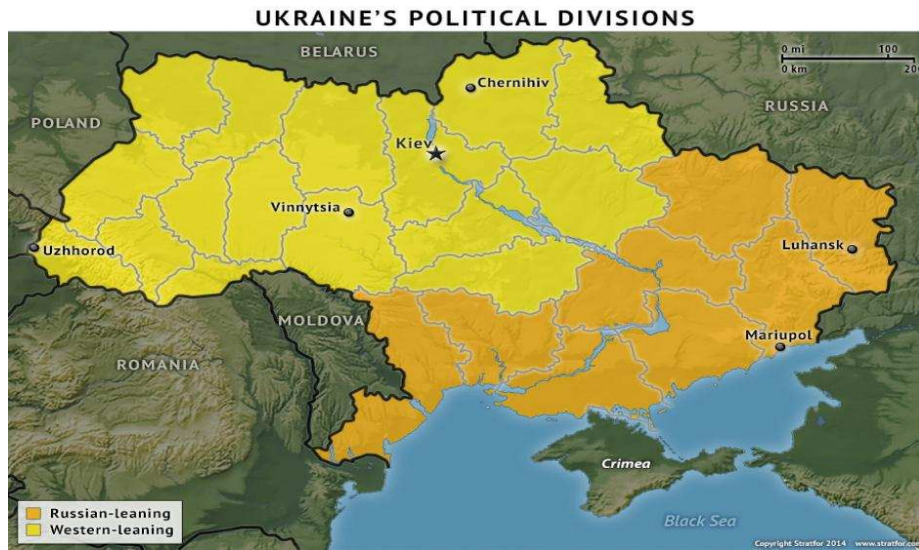 UKRAINE'S POLITICAL DIVISIONS
BELARUS
0 mi 100
0 km 20
Chernihiv
RUSSIA
POLAND
Kiev
Vinnytsia
Uzhhorod
Luhansk
MOLDOVA
Mariupol
ROMANIA
Crimea
Russian-leaning
Western-leaning
Black Sea
Copyright Stratfor 2014 www.stratfor.com